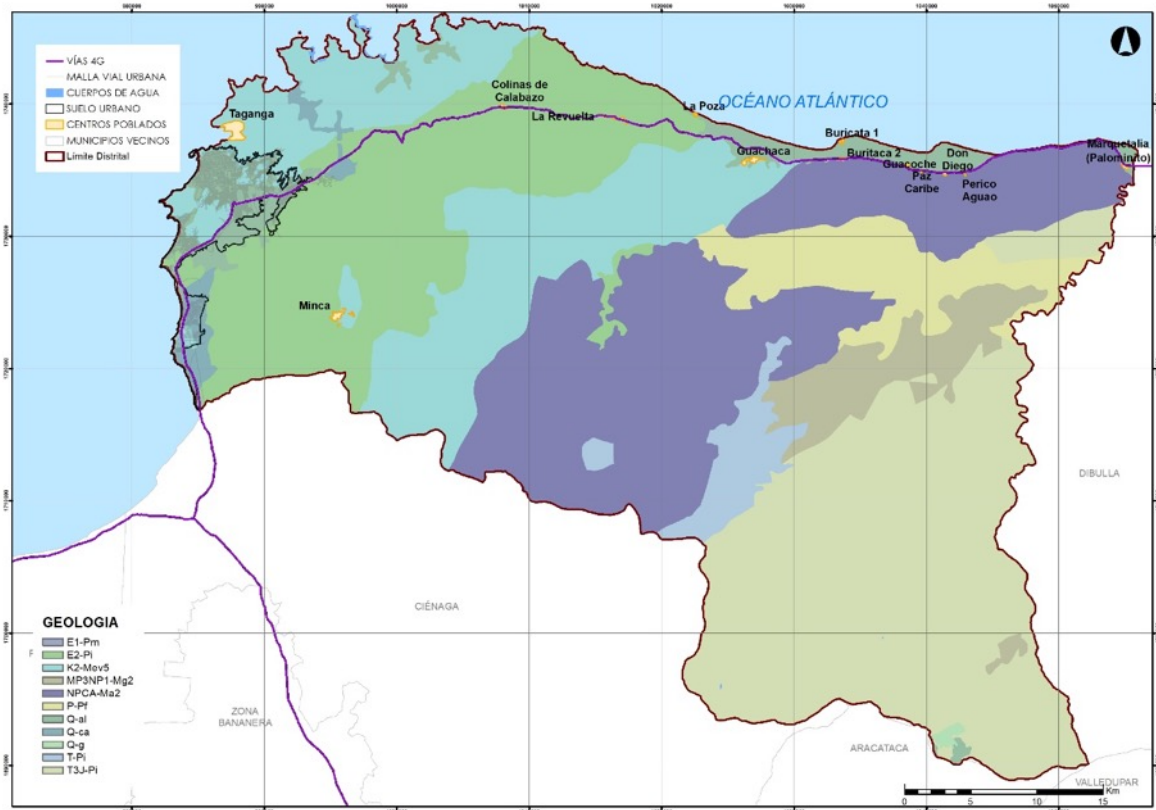 VÍAS 4G
MALLA VIAL URBANA
CUERPOS DE AGUA
SUELO URBANO
CENTROS POBLADOS
MUNICIPIOS VECINOS
Límite Distrital
Taganga
Colinas de
Calabazo
La Revuelta
La Poza
OCÉANO ATLÁNTICO
Guachaca
Buricata 1
Buritaca 2
Guacoche
Paz
Caribe
Don
Diego
Perico
Aguao
Marquetalia
(Palomino)
Minca
DIBULLA
CIÉNAGA
ZONA
BANANERA
ARACATACA
VALLEDUPAR
GEOLOGIA
E1-Pm
E2-Pi
K2-Mev5
MP3NP1-Mg2
NPCA-Ma2
P-Pf
Q-al
Q-ca
Q-g
T-Pi
T3J-Pi
Km
0
5
10
15